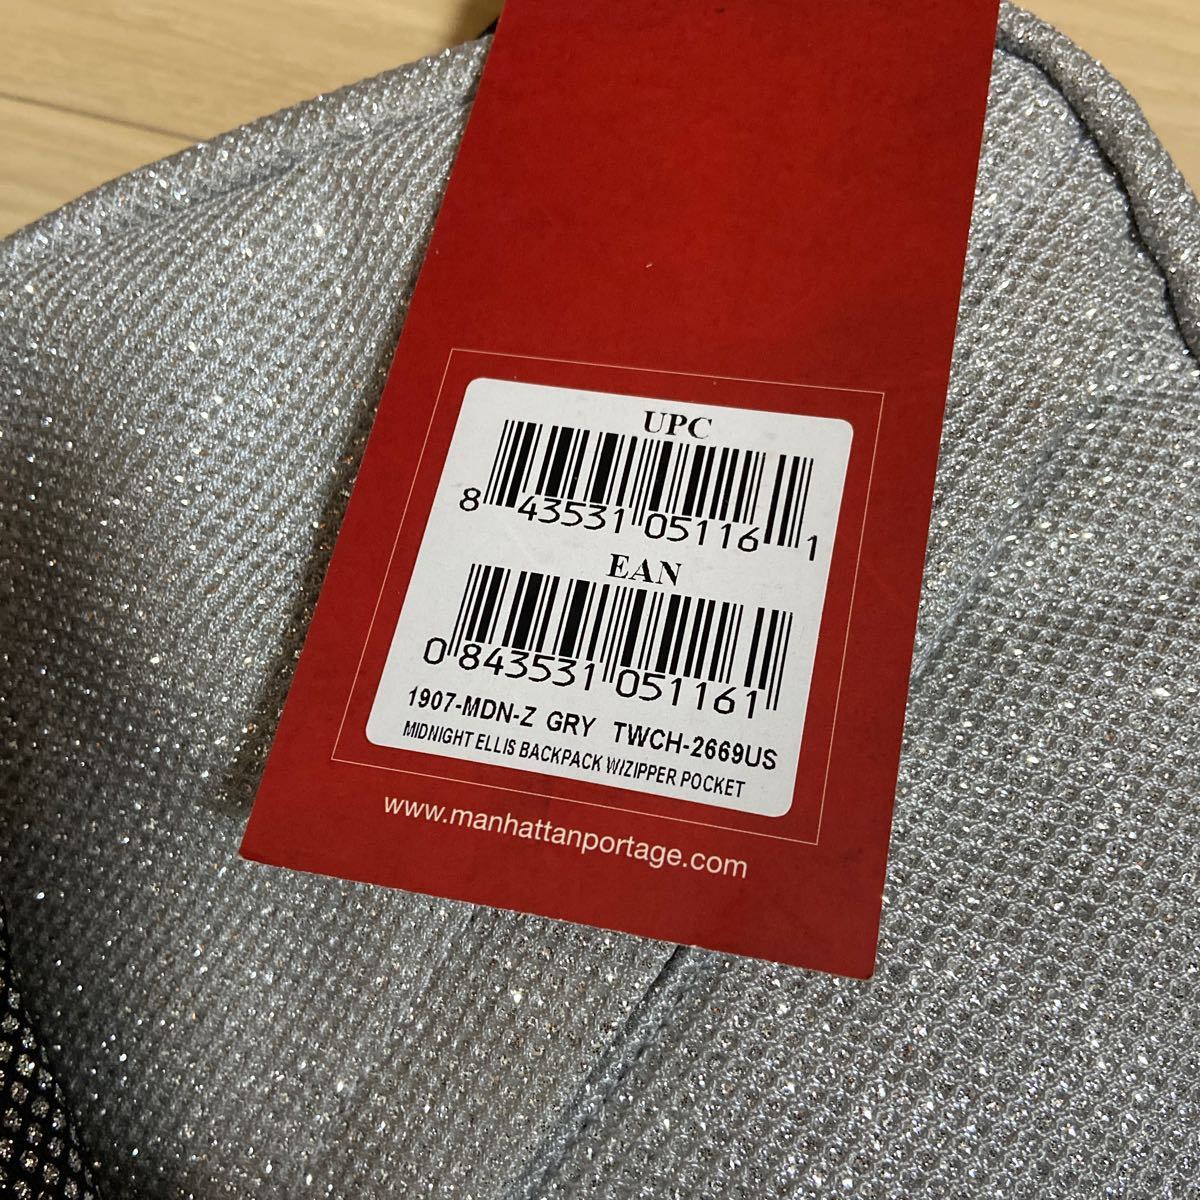 UPC
8 43531 05116 1
EAN
0 843531 051161
1907-MDN-Z GRY TWCH-2669US
MIDNIGHT ELLIS BACKPACK W/ZIPPER POCKET
www.manhattanportage.com